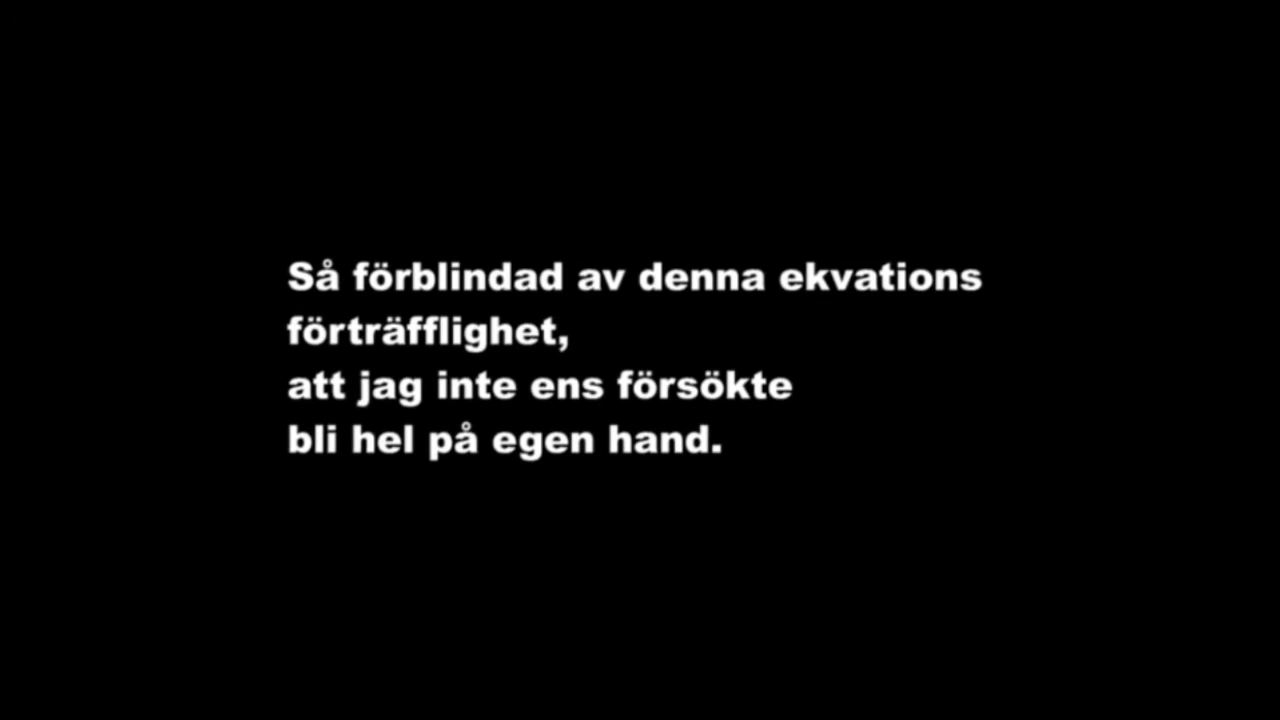 Så förblindad av denna ekvations
förträfflighet,
att jag inte ens försökte
bli hel på egen hand.